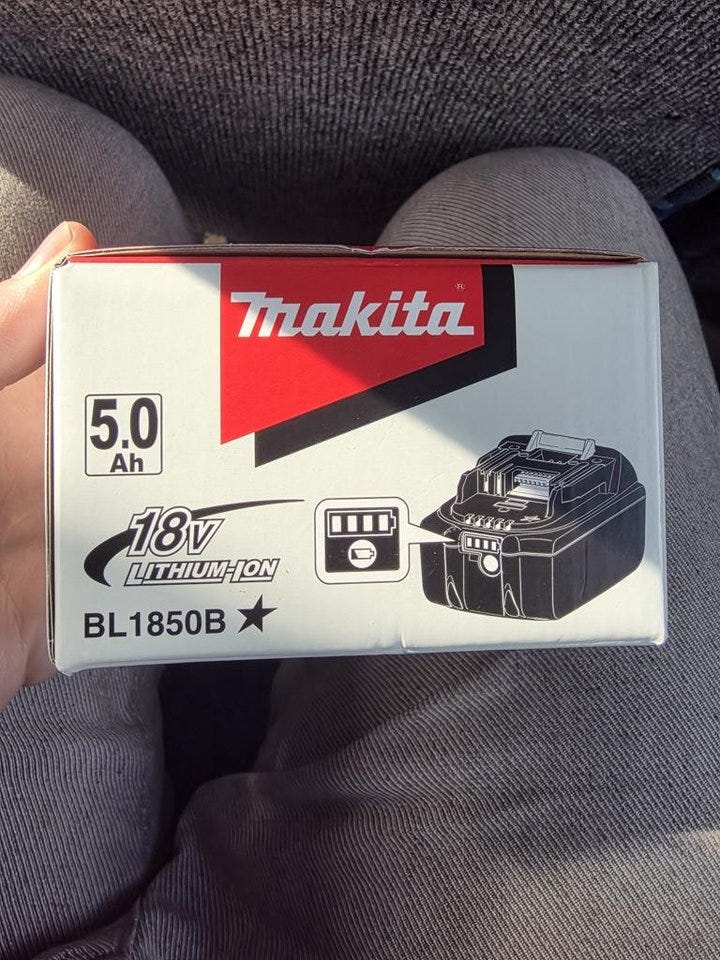 makita®
5.0
Ah
18V
LITHIUM-ION
BL1850B★